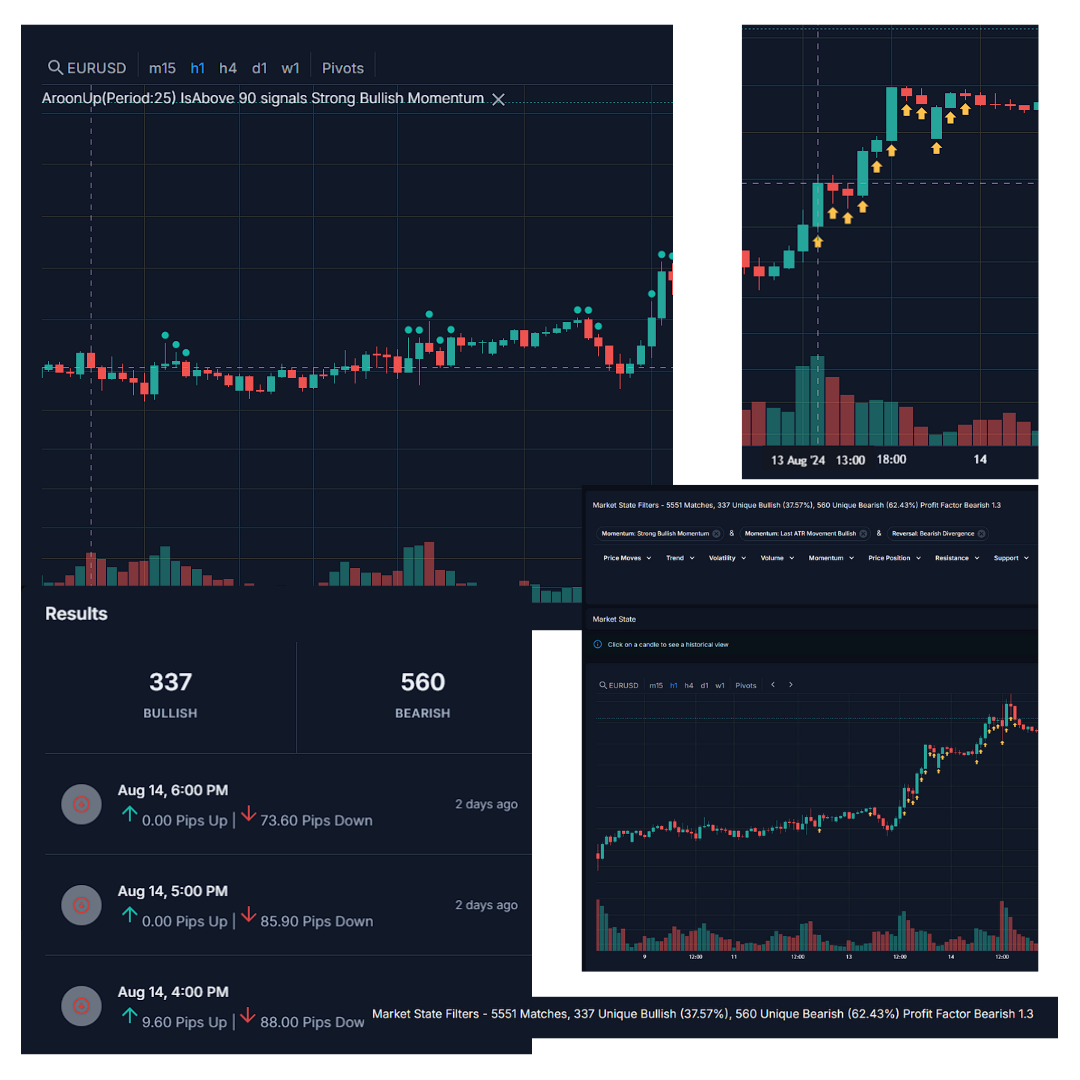 EURUSD m15 h1 h4 d1 w1 Pivots
AroonUp(Period:25) IsAbove 90 signals Strong Bullish Momentum
13 Aug '24 13:00 18:00 14
Market State Filters - 5551 Matches, 337 Unique Bullish (37.57%), 560 Unique Bearish (62.43%) Profit Factor Bearish 1.3
Momentum: Strong Bullish Momentum & Momentum: Last ATR Movement Bullish & Reversal: Bearish Divergence
Price Moves Trend Volatility Volume Momentum Price Position Resistance Support
Market State
Click on a candle to see a historical view
EURUSD m15 h1 h4 d1 w1 Pivots
9 12:00 11 12:00 13 12:00 14 12:00
Results
337 560
BULLISH BEARISH
Aug 14, 6:00 PM
0.00 Pips Up | 73.60 Pips Down
2 days ago
Aug 14, 5:00 PM
0.00 Pips Up | 85.90 Pips Down
2 days ago
Aug 14, 4:00 PM
9.60 Pips Up | 88.00 Pips Dow
Market State Filters - 5551 Matches, 337 Unique Bullish (37.57%), 560 Unique Bearish (62.43%) Profit Factor Bearish 1.3